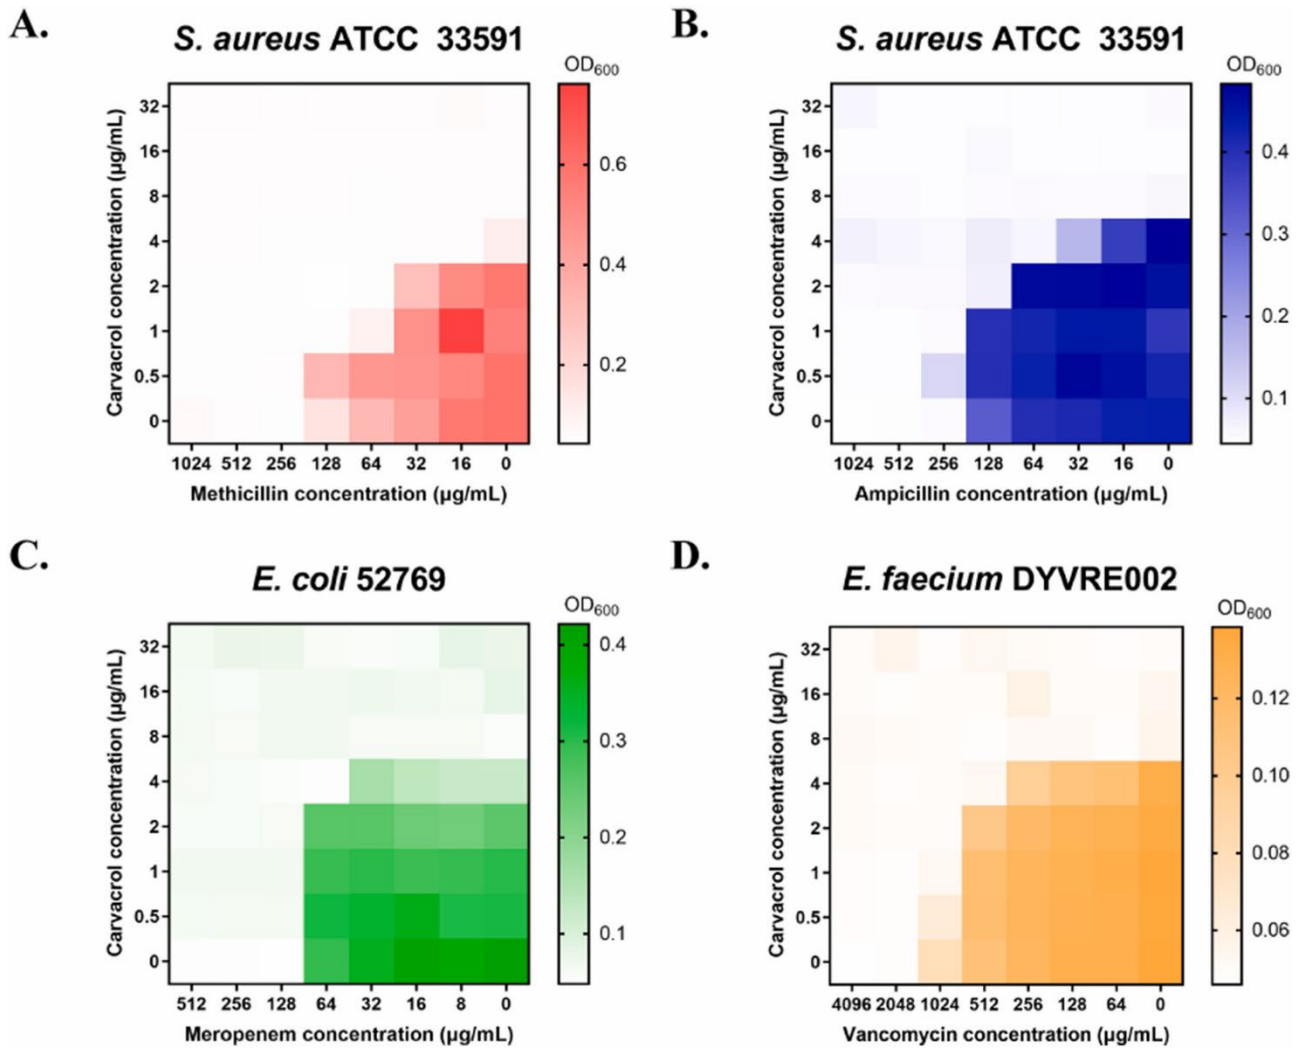 A.
S. aureus ATCC 33591
OD600
Carvacrol concentration (µg/mL)
32
16
8
4
2
1
0.5
0
0.6
0.4
0.2
1024 512 256 128 64 32 16 0
Methicillin concentration (µg/mL)
B.
S. aureus ATCC 33591
OD600
Carvacrol concentration (µg/mL)
32
16
8
4
2
1
0.5
0
0.4
0.3
0.2
0.1
1024 512 256 128 64 32 16 0
Ampicillin concentration (µg/mL)
C.
E. coli 52769
OD600
Carvacrol concentration (µg/mL)
32
16
8
4
2
1
0.5
0
0.4
0.3
0.2
0.1
512 256 128 64 32 16 8 0
Meropenem concentration (µg/mL)
D.
E. faecium DYVRE002
OD600
Carvacrol concentration (µg/mL)
32
16
8
4
2
1
0.5
0
0.12
0.10
0.08
0.06
4096 2048 1024 512 256 128 64 0
Vancomycin concentration (µg/mL)